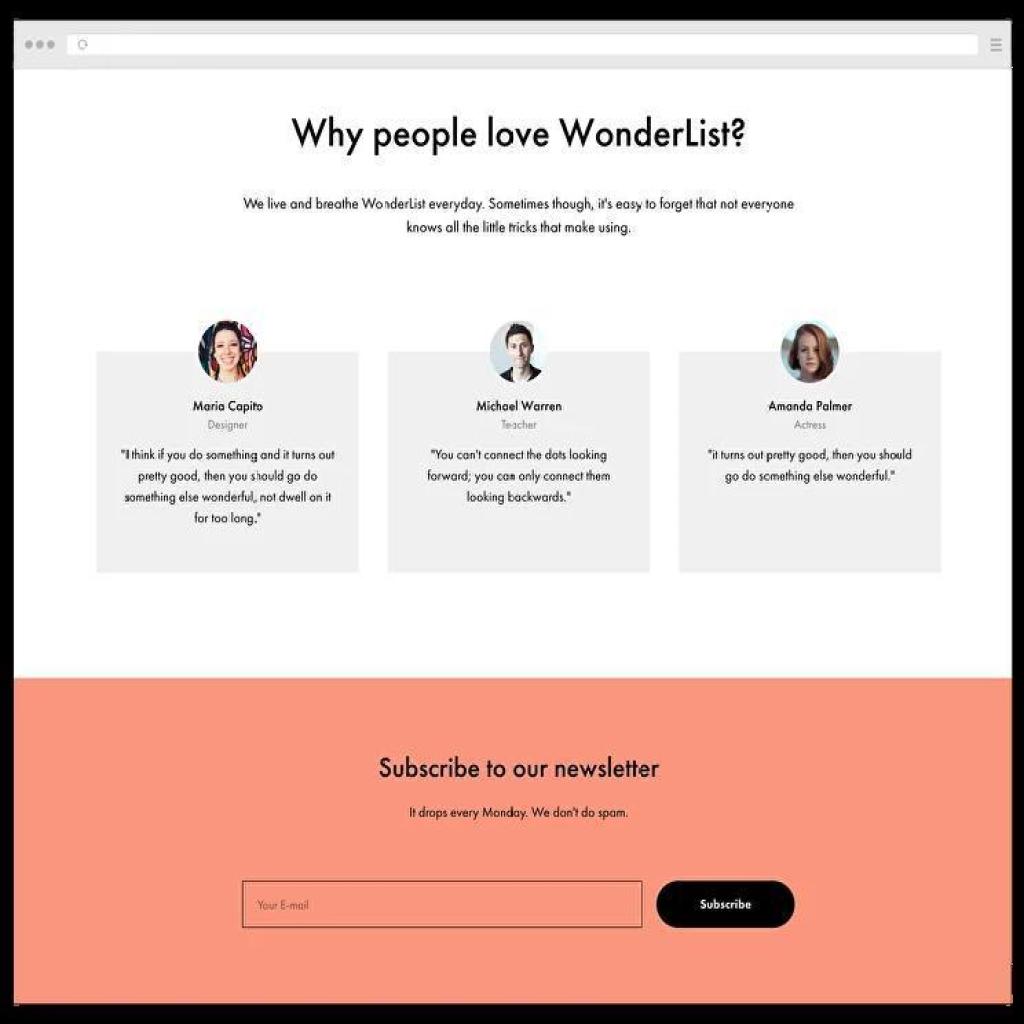 Why people love WonderList?
We live and breathe WonderList everyday. Sometimes though, it's easy to forget that not everyone
knows all the little tricks that make using.
Maria Capito
Designer
"I think if you do something and it turns out
pretty good, then you should go do
something else wonderful, not dwell on it
for too long."
Michael Warren
Teacher
"You can't connect the dots looking
forward; you can only connect them
looking backwards."
Amanda Palmer
Actress
"it turns out pretty good, then you should
go do something else wonderful."
Subscribe to our newsletter
It drops every Monday. We don't do spam.
Your E-mail
Subscribe